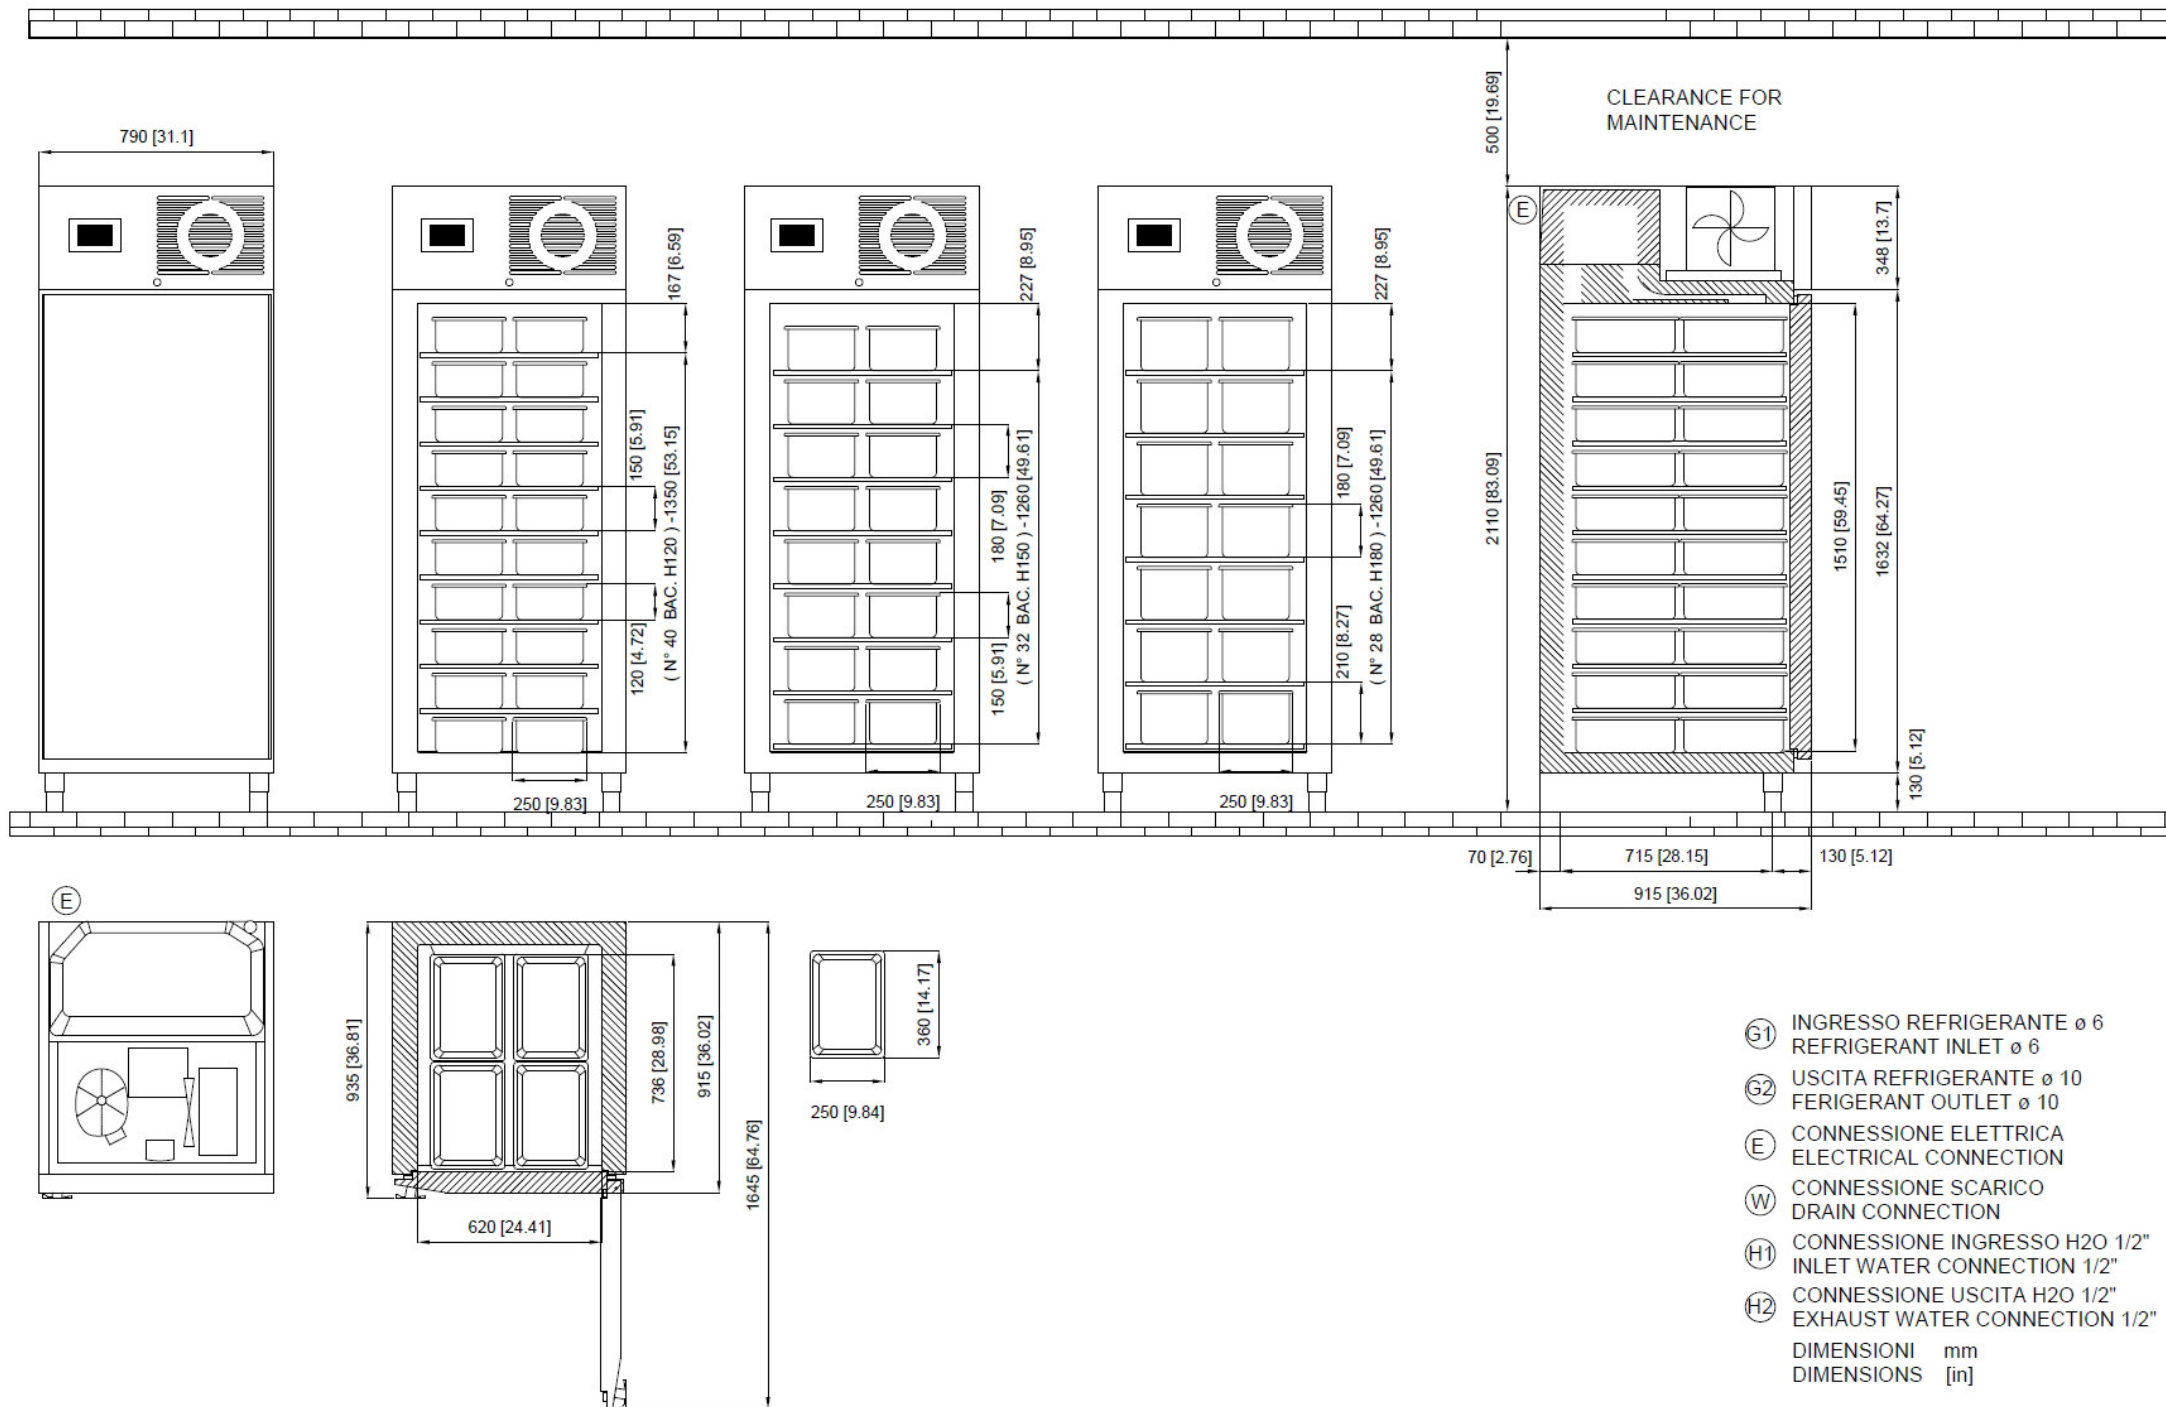 500 [19.69]
CLEARANCE FOR
MAINTENANCE
790 [31.1]
E
167 [6.59]
150 [5.91]
( N° 40 BAC. H120 ) -1350 [53.15]
120 [4.72]
250 [9.83]
227 [8.95]
180 [7.09]
( N° 32 BAC. H150 ) -1260 [49.61]
150 [5.91]
250 [9.83]
227 [8.95]
180 [7.09]
( N° 28 BAC. H180 ) -1260 [49.61]
210 [8.27]
250 [9.83]
2110 [83.09]
348 [13.7]
1510 [59.45]
1632 [64.27]
130 [5.12]
70 [2.76]
715 [28.15]
130 [5.12]
915 [36.02]
E
935 [36.81]
736 [28.98]
915 [36.02]
1645 [64.76]
620 [24.41]
360 [14.17]
250 [9.84]
G1 INGRESSO REFRIGERANTE ø 6
REFRIGERANT INLET ø 6
G2 USCITA REFRIGERANTE ø 10
FERIGERANT OUTLET ø 10
E CONNESSIONE ELETTRICA
ELECTRICAL CONNECTION
W CONNESSIONE SCARICO
DRAIN CONNECTION
H1 CONNESSIONE INGRESSO H2O 1/2"
INLET WATER CONNECTION 1/2"
H2 CONNESSIONE USCITA H2O 1/2"
EXHAUST WATER CONNECTION 1/2"
DIMENSIONI mm
DIMENSIONS [in]